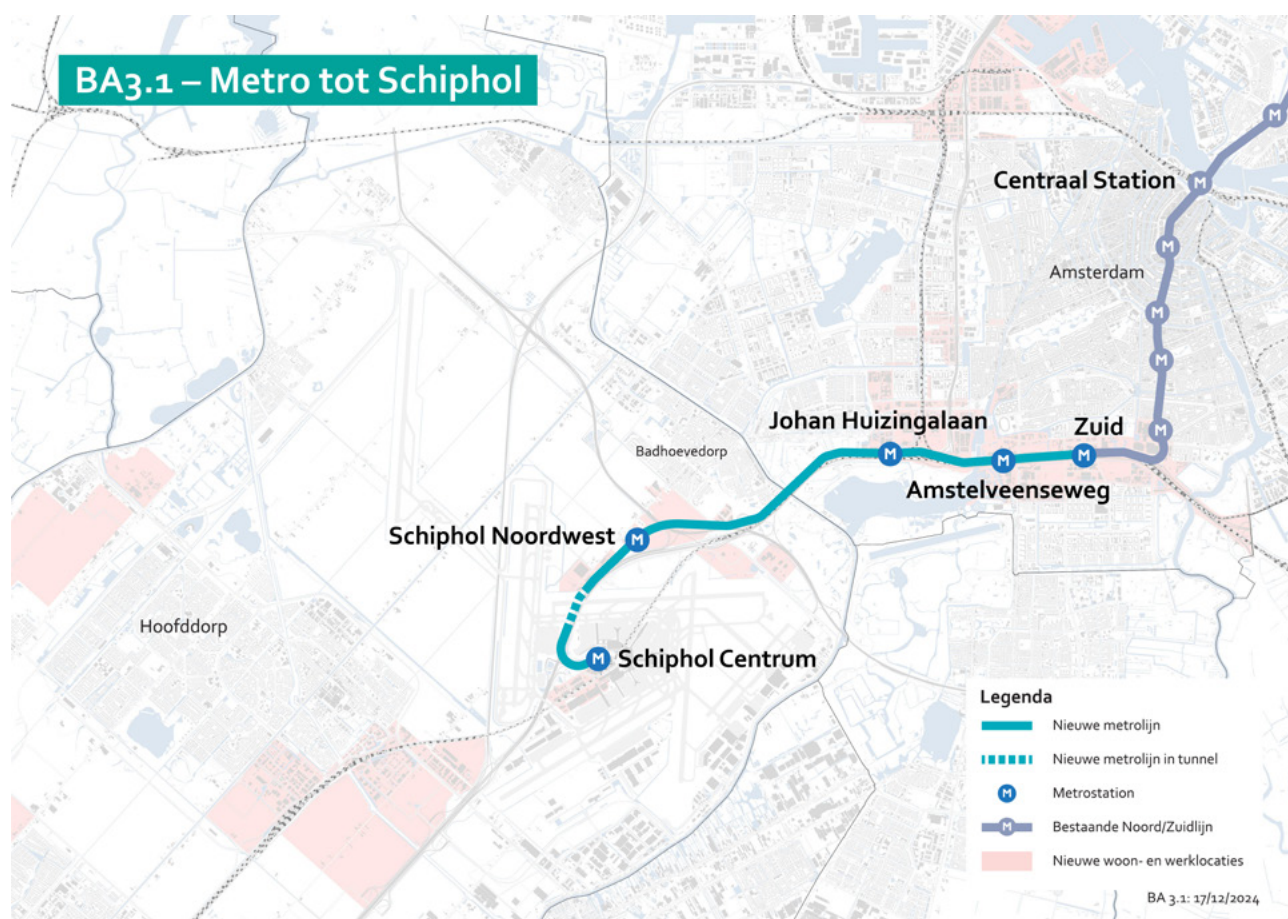 BA3.1 – Metro tot Schiphol
Centraal Station
Amsterdam
Johan Huizingalaan
Zuid
Badhoevedorp
Amstelveenseweg
Schiphol Noordwest
Hoofddorp
Schiphol Centrum
Legenda
Nieuwe metrolijn
Nieuwe metrolijn in tunnel
M Metrostation
M Bestaande Noord/Zuidlijn
Nieuwe woon- en werklocaties
BA 3.1: 17/12/2024